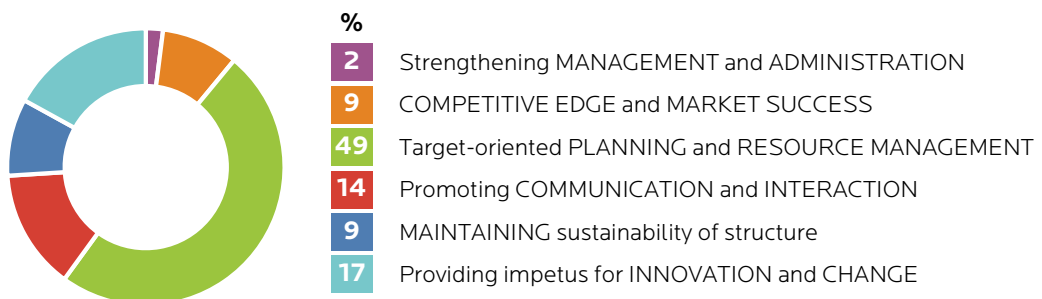 %
2 Strengthening MANAGEMENT and ADMINISTRATION
9 COMPETITIVE EDGE and MARKET SUCCESS
49 Target-oriented PLANNING and RESOURCE MANAGEMENT
14 Promoting COMMUNICATION and INTERACTION
9 MAINTAINING sustainability of structure
17 Providing impetus for INNOVATION and CHANGE